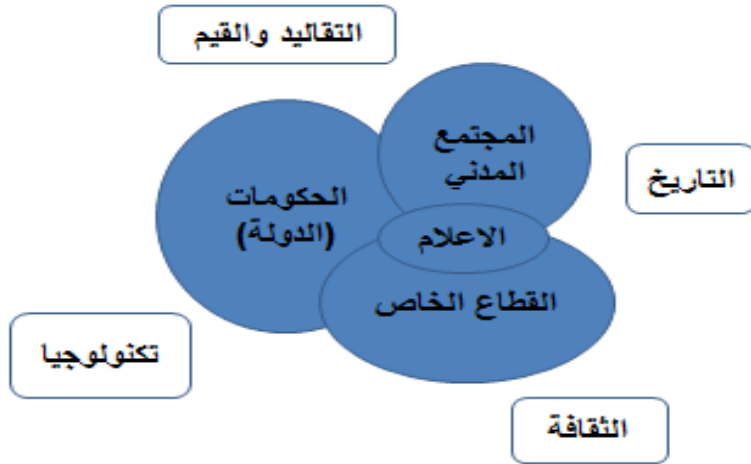 التقاليد والقيم
المجتمع
المدني
التاريخ
الحكومات
(الدولة)
الاعلام
القطاع الخاص
تكنولوجيا
الثقافة